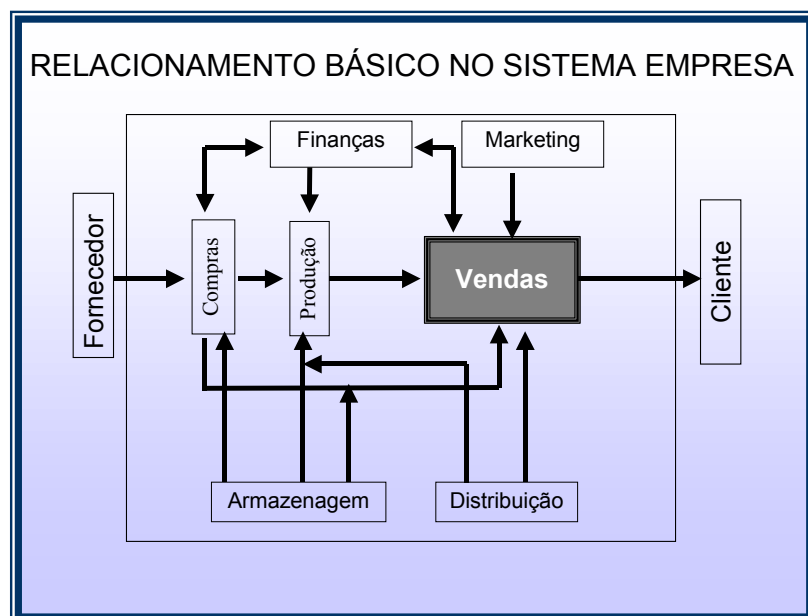 RELACIONAMENTO BÁSICO NO SISTEMA EMPRESA
Finanças
Marketing
Fornecedor
Compras
Produção
Vendas
Cliente
Armazenagem
Distribuição